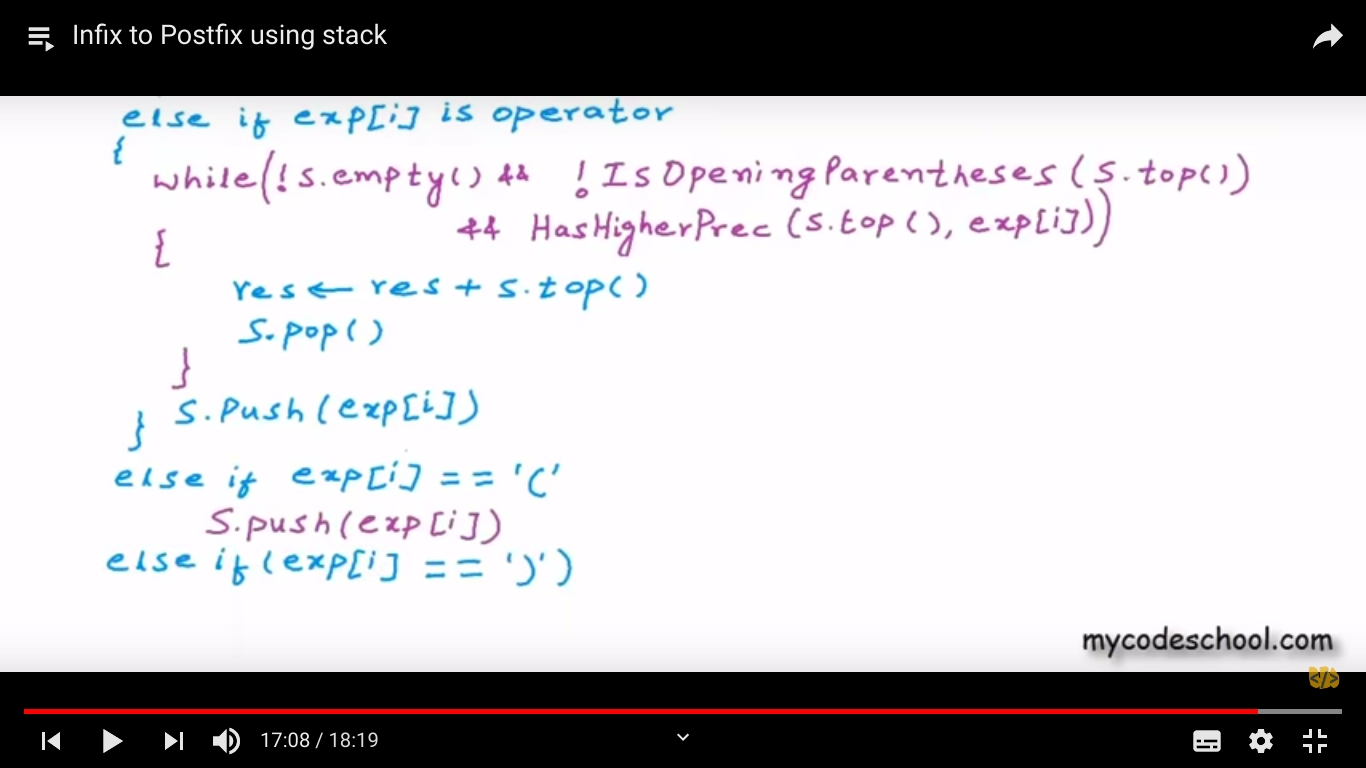 Infix to Postfix using stack
else if exp[i] is operator
{
while(!s.empty() && !IsOpeningParentheses(s.top())
&& HasHigherPrec(s.top(), exp[i]))
{
res ← res + s.top()
S.pop()
}
S.Push(exp[i])
}
else if exp[i] == '('
S.push(exp[i])
else if(exp[i] == ')')
mycodeschool.com
</>
17:08 / 18:19